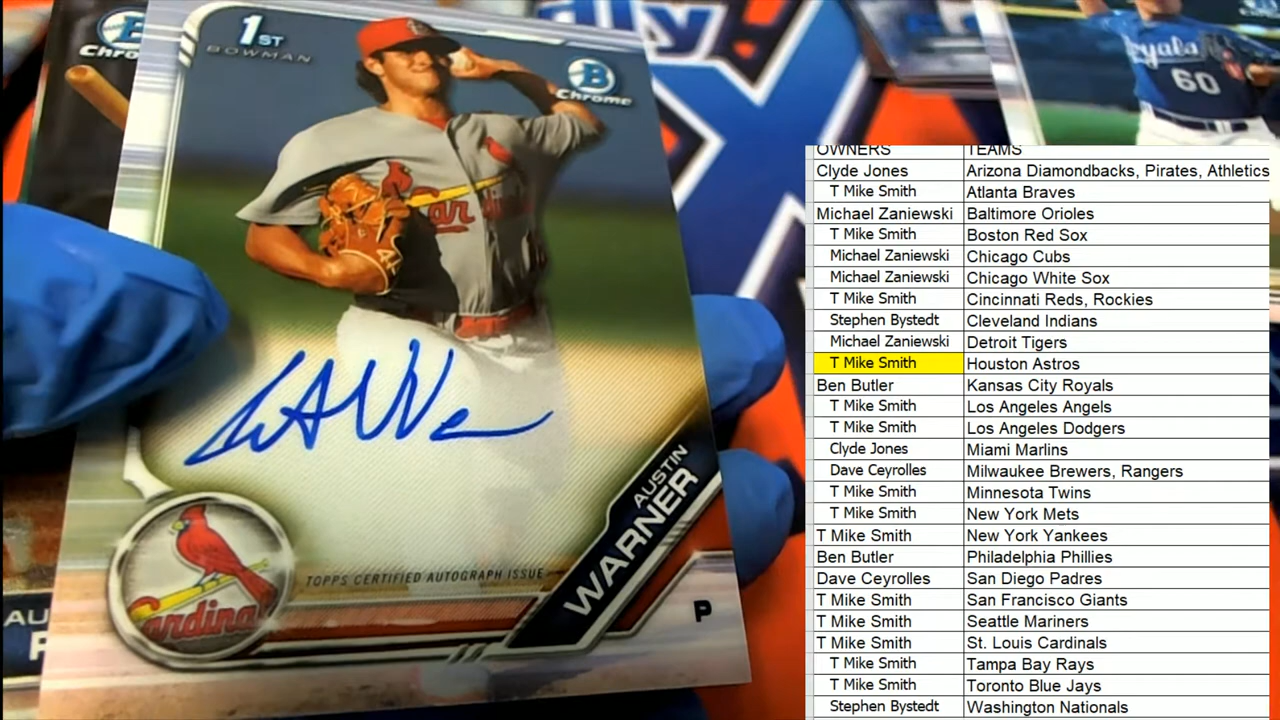 1ST
BOWMAN
B
Chrome
Chro
Royals
60
AUSTIN
WARNER
TOPPS CERTIFIED AUTOGRAPH ISSUE
P
Cardinals
OWNERS TEAMS
Clyde Jones Arizona Diamondbacks, Pirates, Athletics
T Mike Smith Atlanta Braves
Michael Zaniewski Baltimore Orioles
T Mike Smith Boston Red Sox
Michael Zaniewski Chicago Cubs
Michael Zaniewski Chicago White Sox
T Mike Smith Cincinnati Reds, Rockies
Stephen Bystedt Cleveland Indians
Michael Zaniewski Detroit Tigers
T Mike Smith Houston Astros
Ben Butler Kansas City Royals
T Mike Smith Los Angeles Angels
T Mike Smith Los Angeles Dodgers
Clyde Jones Miami Marlins
Dave Ceyrolles Milwaukee Brewers, Rangers
T Mike Smith Minnesota Twins
T Mike Smith New York Mets
T Mike Smith New York Yankees
Ben Butler Philadelphia Phillies
Dave Ceyrolles San Diego Padres
T Mike Smith San Francisco Giants
T Mike Smith Seattle Mariners
T Mike Smith St. Louis Cardinals
T Mike Smith Tampa Bay Rays
T Mike Smith Toronto Blue Jays
Stephen Bystedt Washington Nationals